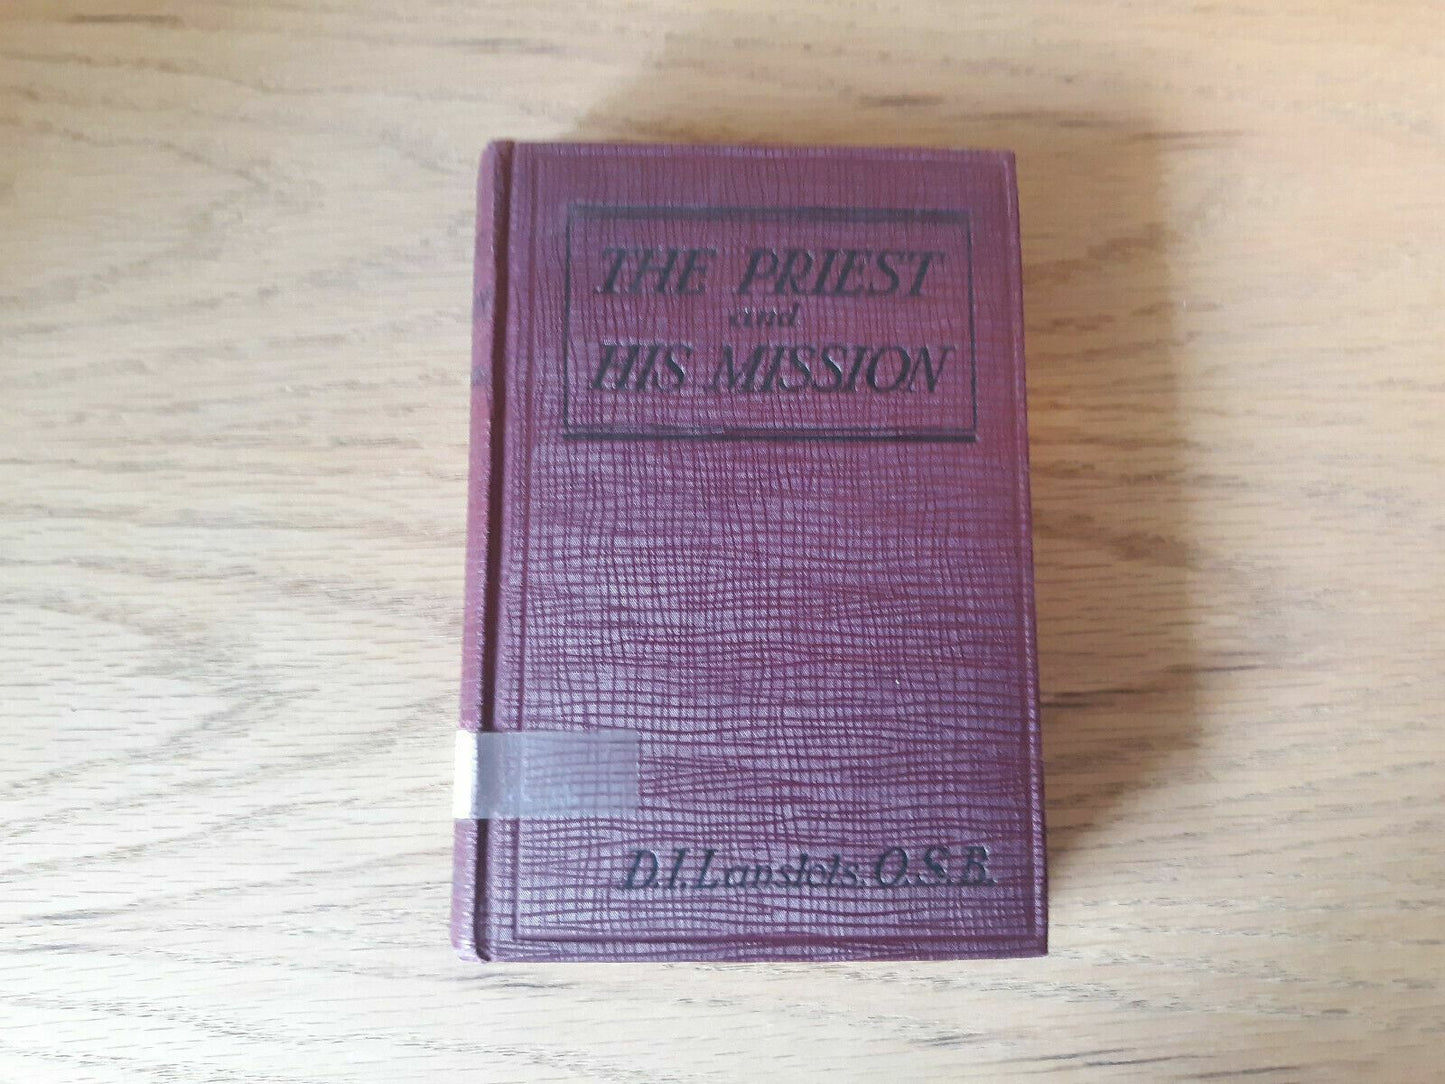 THE PRIEST
and
HIS MISSION
D.I. Lanslots, O.S.B.